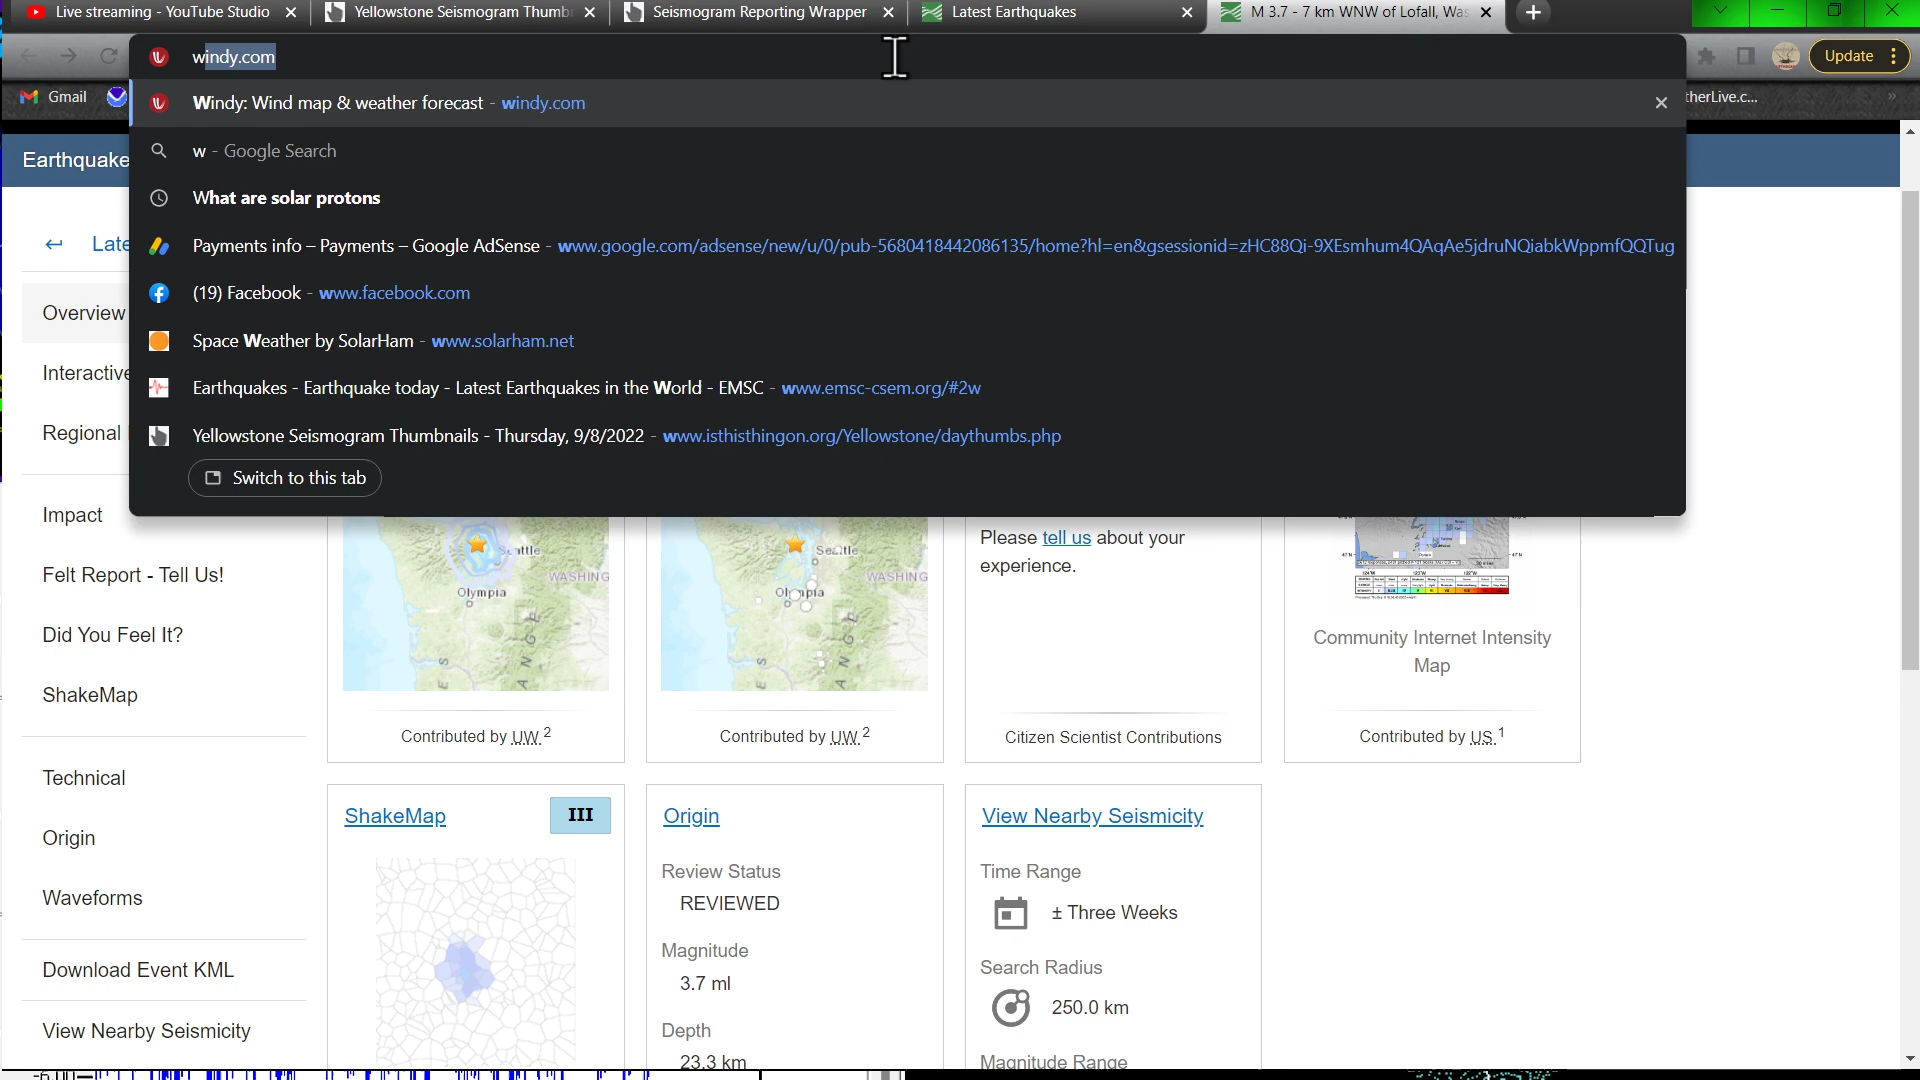 Live streaming - YouTube Studio
Yellowstone Seismogram Thumb
Seismogram Reporting Wrapper
Latest Earthquakes
M 3.7 - 7 km WNW of Lofall, Was
windy.com
Update
Gmail
therLive.c...
Windy: Wind map & weather forecast - windy.com
w - Google Search
What are solar protons
Payments info – Payments – Google AdSense - www.google.com/adsense/new/u/0/pub-5680418442086135/home?hl=en&gsessionid=zHC88Qi-9XEsmhum4QAqAe5jdruNQiabkWppmfQQTug
(19) Facebook - www.facebook.com
Space Weather by SolarHam - www.solarham.net
Earthquakes - Earthquake today - Latest Earthquakes in the World - EMSC - www.emsc-csem.org/#2w
Yellowstone Seismogram Thumbnails - Thursday, 9/8/2022 - www.isthisthingon.org/Yellowstone/daythumbs.php
Switch to this tab
Earthquake
Late
Overview
Interactive
Regional
Impact
Felt Report - Tell Us!
Did You Feel It?
ShakeMap
Technical
Origin
Waveforms
Download Event KML
View Nearby Seismicity
Seattle
WASHING
Olympia
Contributed by UW 2
Seattle
WASHING
Olympia
Contributed by UW 2
Please tell us about your
experience.
Citizen Scientist Contributions
Community Internet Intensity
Map
Contributed by US 1
ShakeMap
III
Origin
Review Status
REVIEWED
Magnitude
3.7 ml
Depth
23.3 km
View Nearby Seismicity
Time Range
± Three Weeks
Search Radius
250.0 km
Magnitude Range